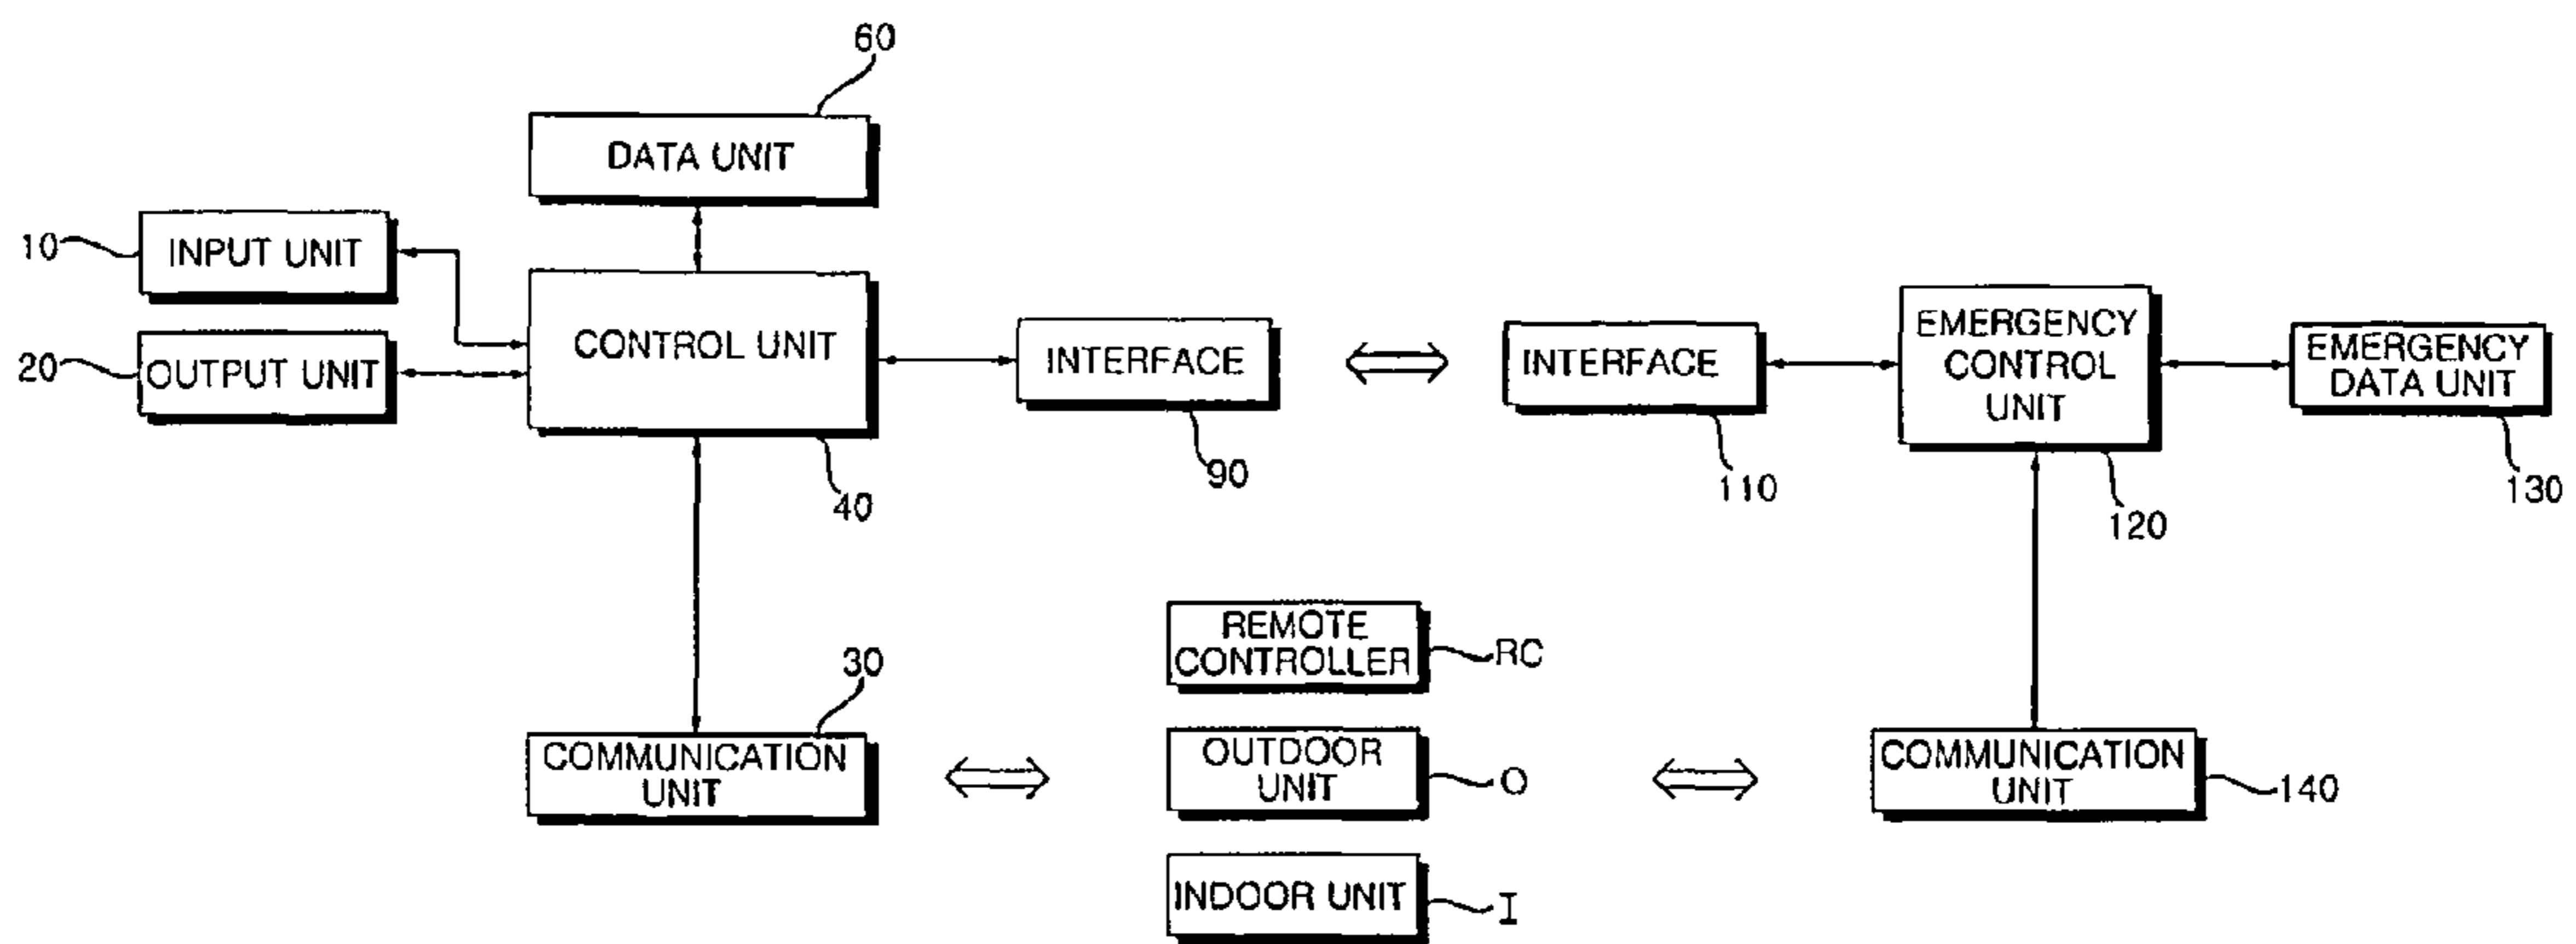 60
DATA UNIT
10
INPUT UNIT
20
OUTPUT UNIT
CONTROL UNIT
40
INTERFACE
90
INTERFACE
110
EMERGENCY
CONTROL
UNIT
120
EMERGENCY
DATA UNIT
130
30
COMMUNICATION
UNIT
REMOTE
CONTROLLER
RC
OUTDOOR
UNIT
O
INDOOR UNIT
I
COMMUNICATION
UNIT
140